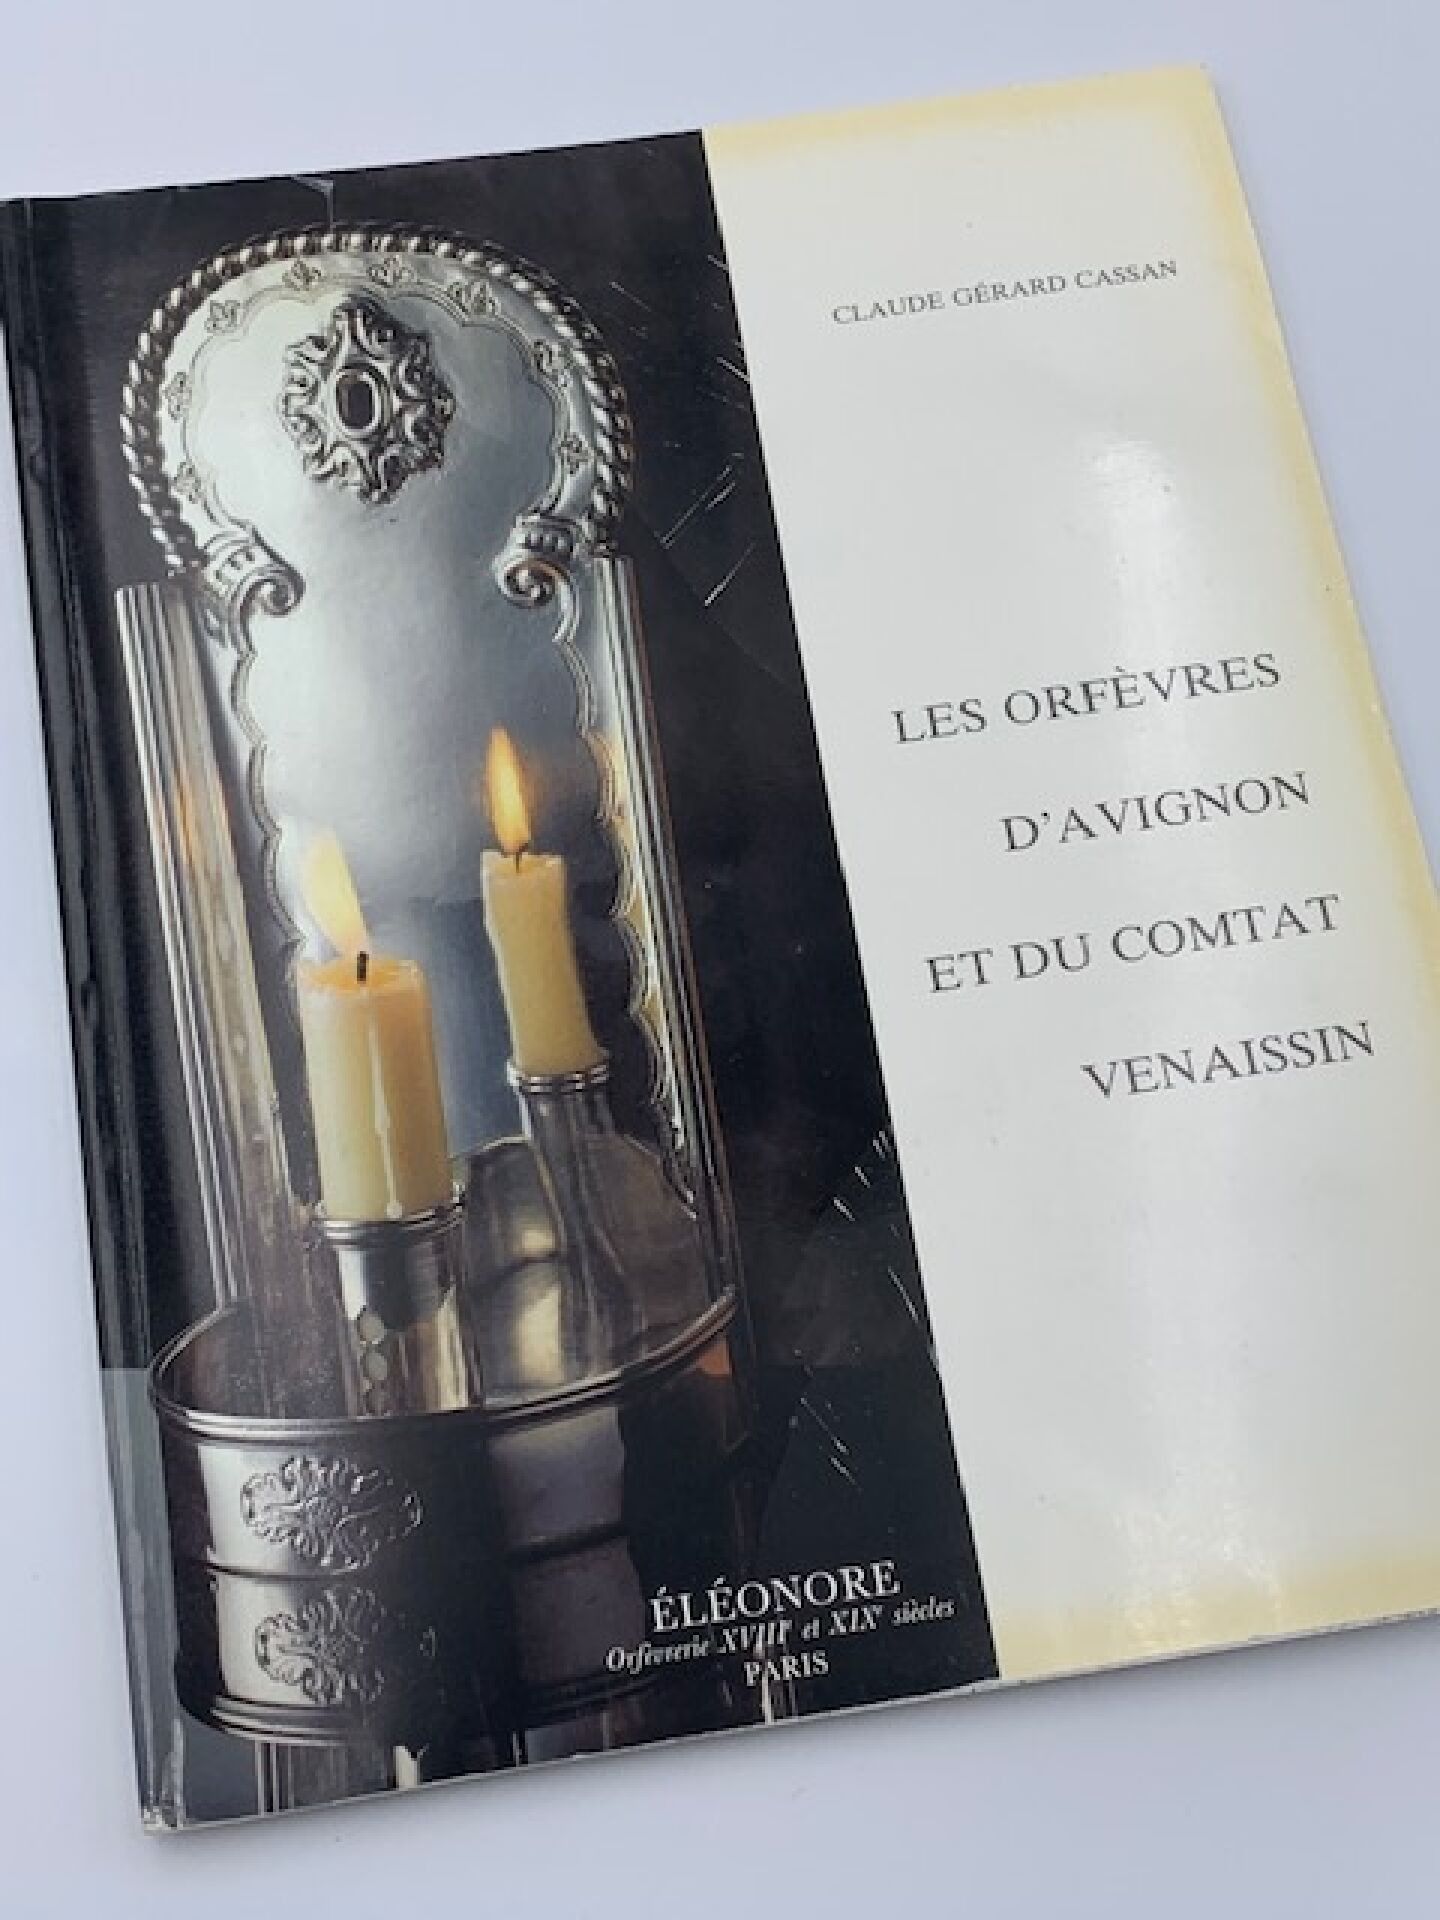 CLAUDE GÉRARD CASSAN
LES ORFÈVRES
D'AVIGNON
ET DU COMTAT
VENAISSIN
ÉLÉONORE
Orfèvrerie XVIIIᵉ et XIXᵉ siècles
PARIS